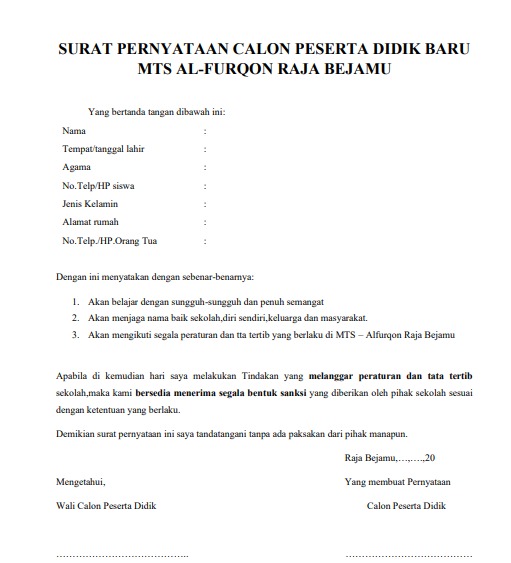 SURAT PERNYATAAN CALON PESERTA DIDIK BARU
MTS AL-FURQON RAJA BEJAMU
Yang bertanda tangan dibawah ini:
Nama :
Tempat/tanggal lahir :
Agama :
No.Telp/HP siswa :
Jenis Kelamin :
Alamat rumah :
No.Telp./HP.Orang Tua :
Dengan ini menyatakan dengan sebenar-benarnya:
1. Akan belajar dengan sungguh-sungguh dan penuh semangat
2. Akan menjaga nama baik sekolah,diri sendiri,keluarga dan masyarakat.
3. Akan mengikuti segala peraturan dan tta tertib yang berlaku di MTS – Alfurqon Raja Bejamu
Apabila di kemudian hari saya melakukan Tindakan yang melanggar peraturan dan tata tertib
sekolah,maka kami bersedia menerima segala bentuk sanksi yang diberikan oleh pihak sekolah sesuai
dengan ketentuan yang berlaku.
Demikian surat pernyataan ini saya tandatangani tanpa ada paksakan dari pihak manapun.
Raja Bejamu,…,….,20
Mengetahui, Yang membuat Pernyataan
Wali Calon Peserta Didik Calon Peserta Didik
………………………………….. …………………………………